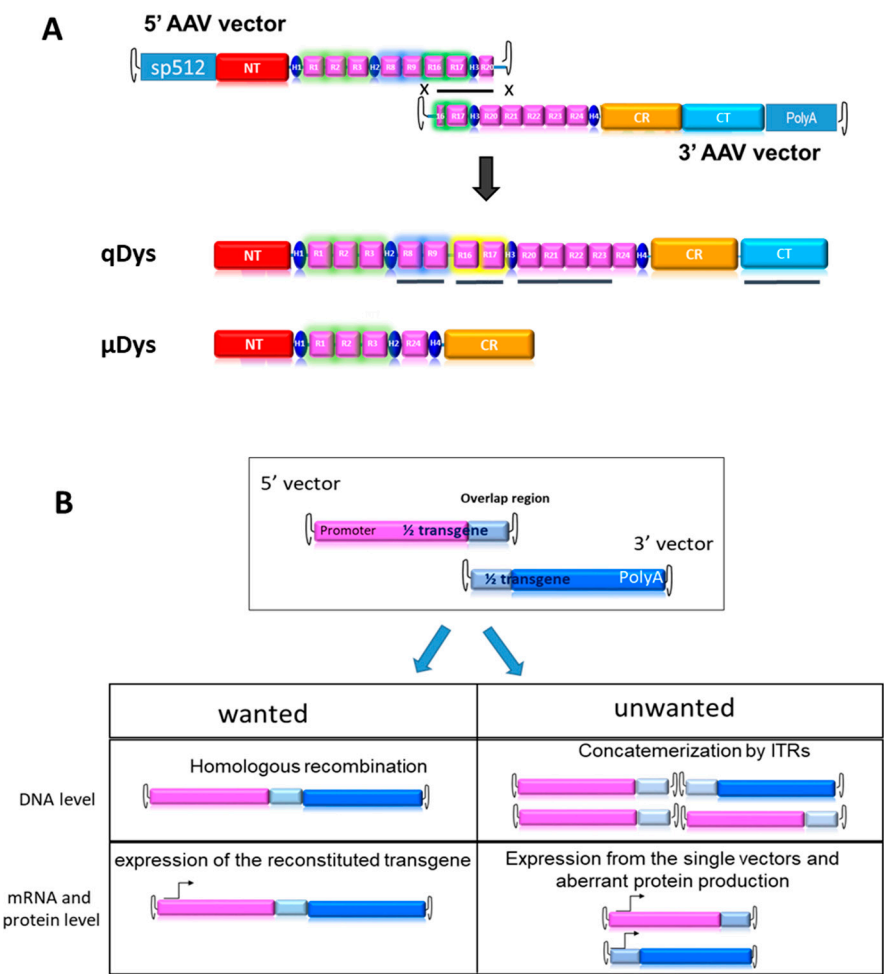 A
5' AAV vector
sp512 NT H1 R1 R2 R3 H2 R8 R9 R16 R17 H3 R20
X X
16 R17 H3 R20 R21 R22 R23 R24 H4 CR CT PolyA
3' AAV vector
qDys NT H1 R1 R2 R3 H2 R8 R9 R16 R17 H3 R20 R21 R22 R23 R24 H4 CR CT
μDys NT H1 R1 R2 R3 H2 R24 H4 CR
B
5' vector
Overlap region
Promoter ½ transgene
3' vector
½ transgene PolyA
wanted unwanted
DNA level
Homologous recombination
Concatemerization by ITRs
mRNA and
protein level
expression of the reconstituted transgene
Expression from the single vectors and
aberrant protein production